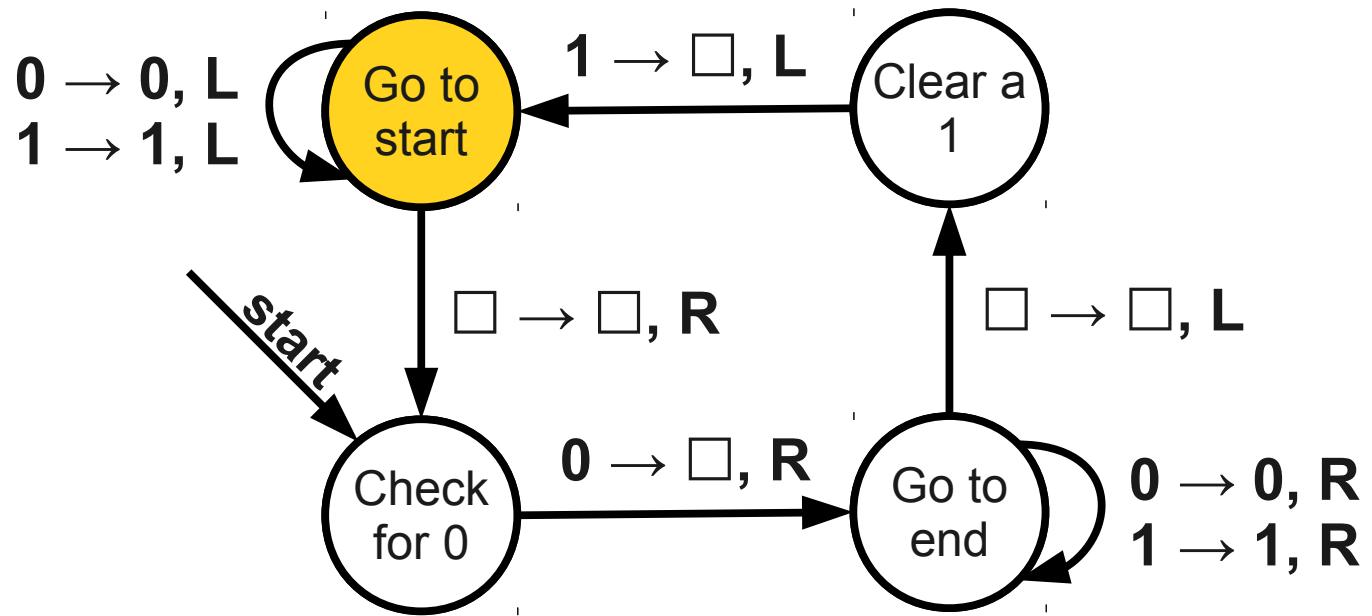 0 → 0, L
1 → 1, L
Go to
start
1 → □, L
Clear a
1
start
□ → □, R
□ → □, L
Check
for 0
0 → □, R
Go to
end
0 → 0, R
1 → 1, R